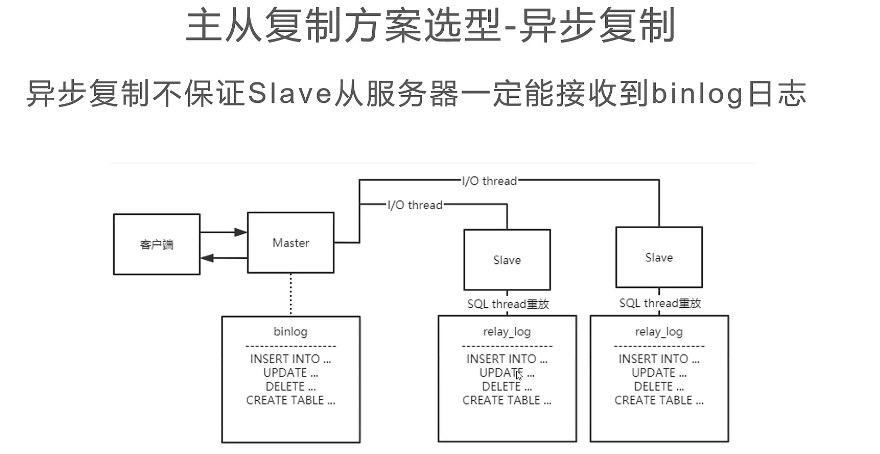 主从复制方案选型-异步复制
异步复制不保证Slave从服务器一定能接收到binlog日志
I/O thread
I/O thread
客户端
Master
Slave
Slave
SQL thread重放
SQL thread重放
binlog
INSERT INTO ...
UPDATE ...
DELETE ...
CREATE TABLE ...
relay_log
INSERT INTO ...
UPDATE ...
DELETE ...
CREATE TABLE ...
relay_log
INSERT INTO ...
UPDATE ...
DELETE ...
CREATE TABLE ...